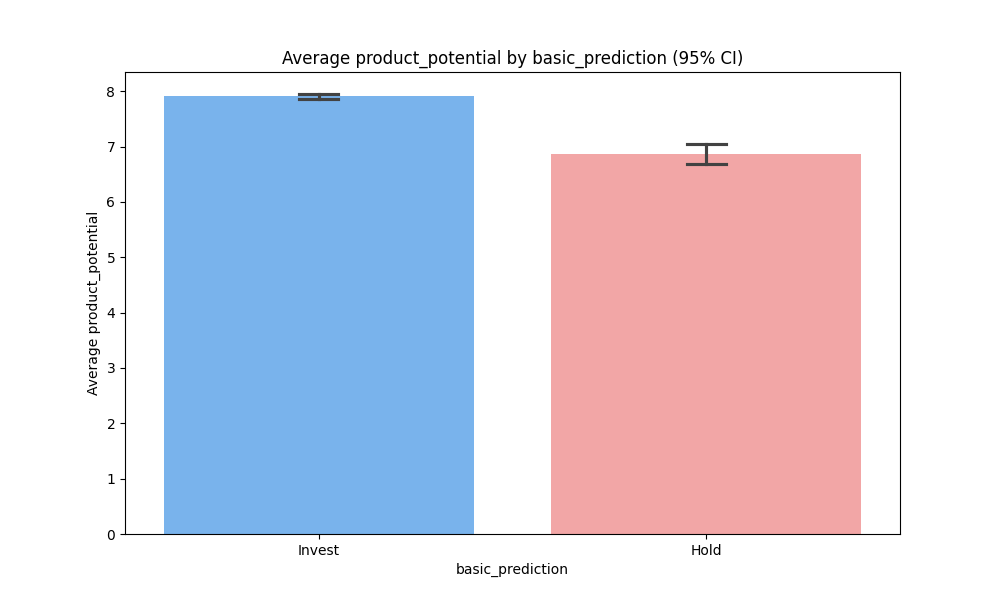 Average product_potential by basic_prediction (95% CI)
Average product_potential
8
7
6
5
4
3
2
1
0
Invest
Hold
basic_prediction